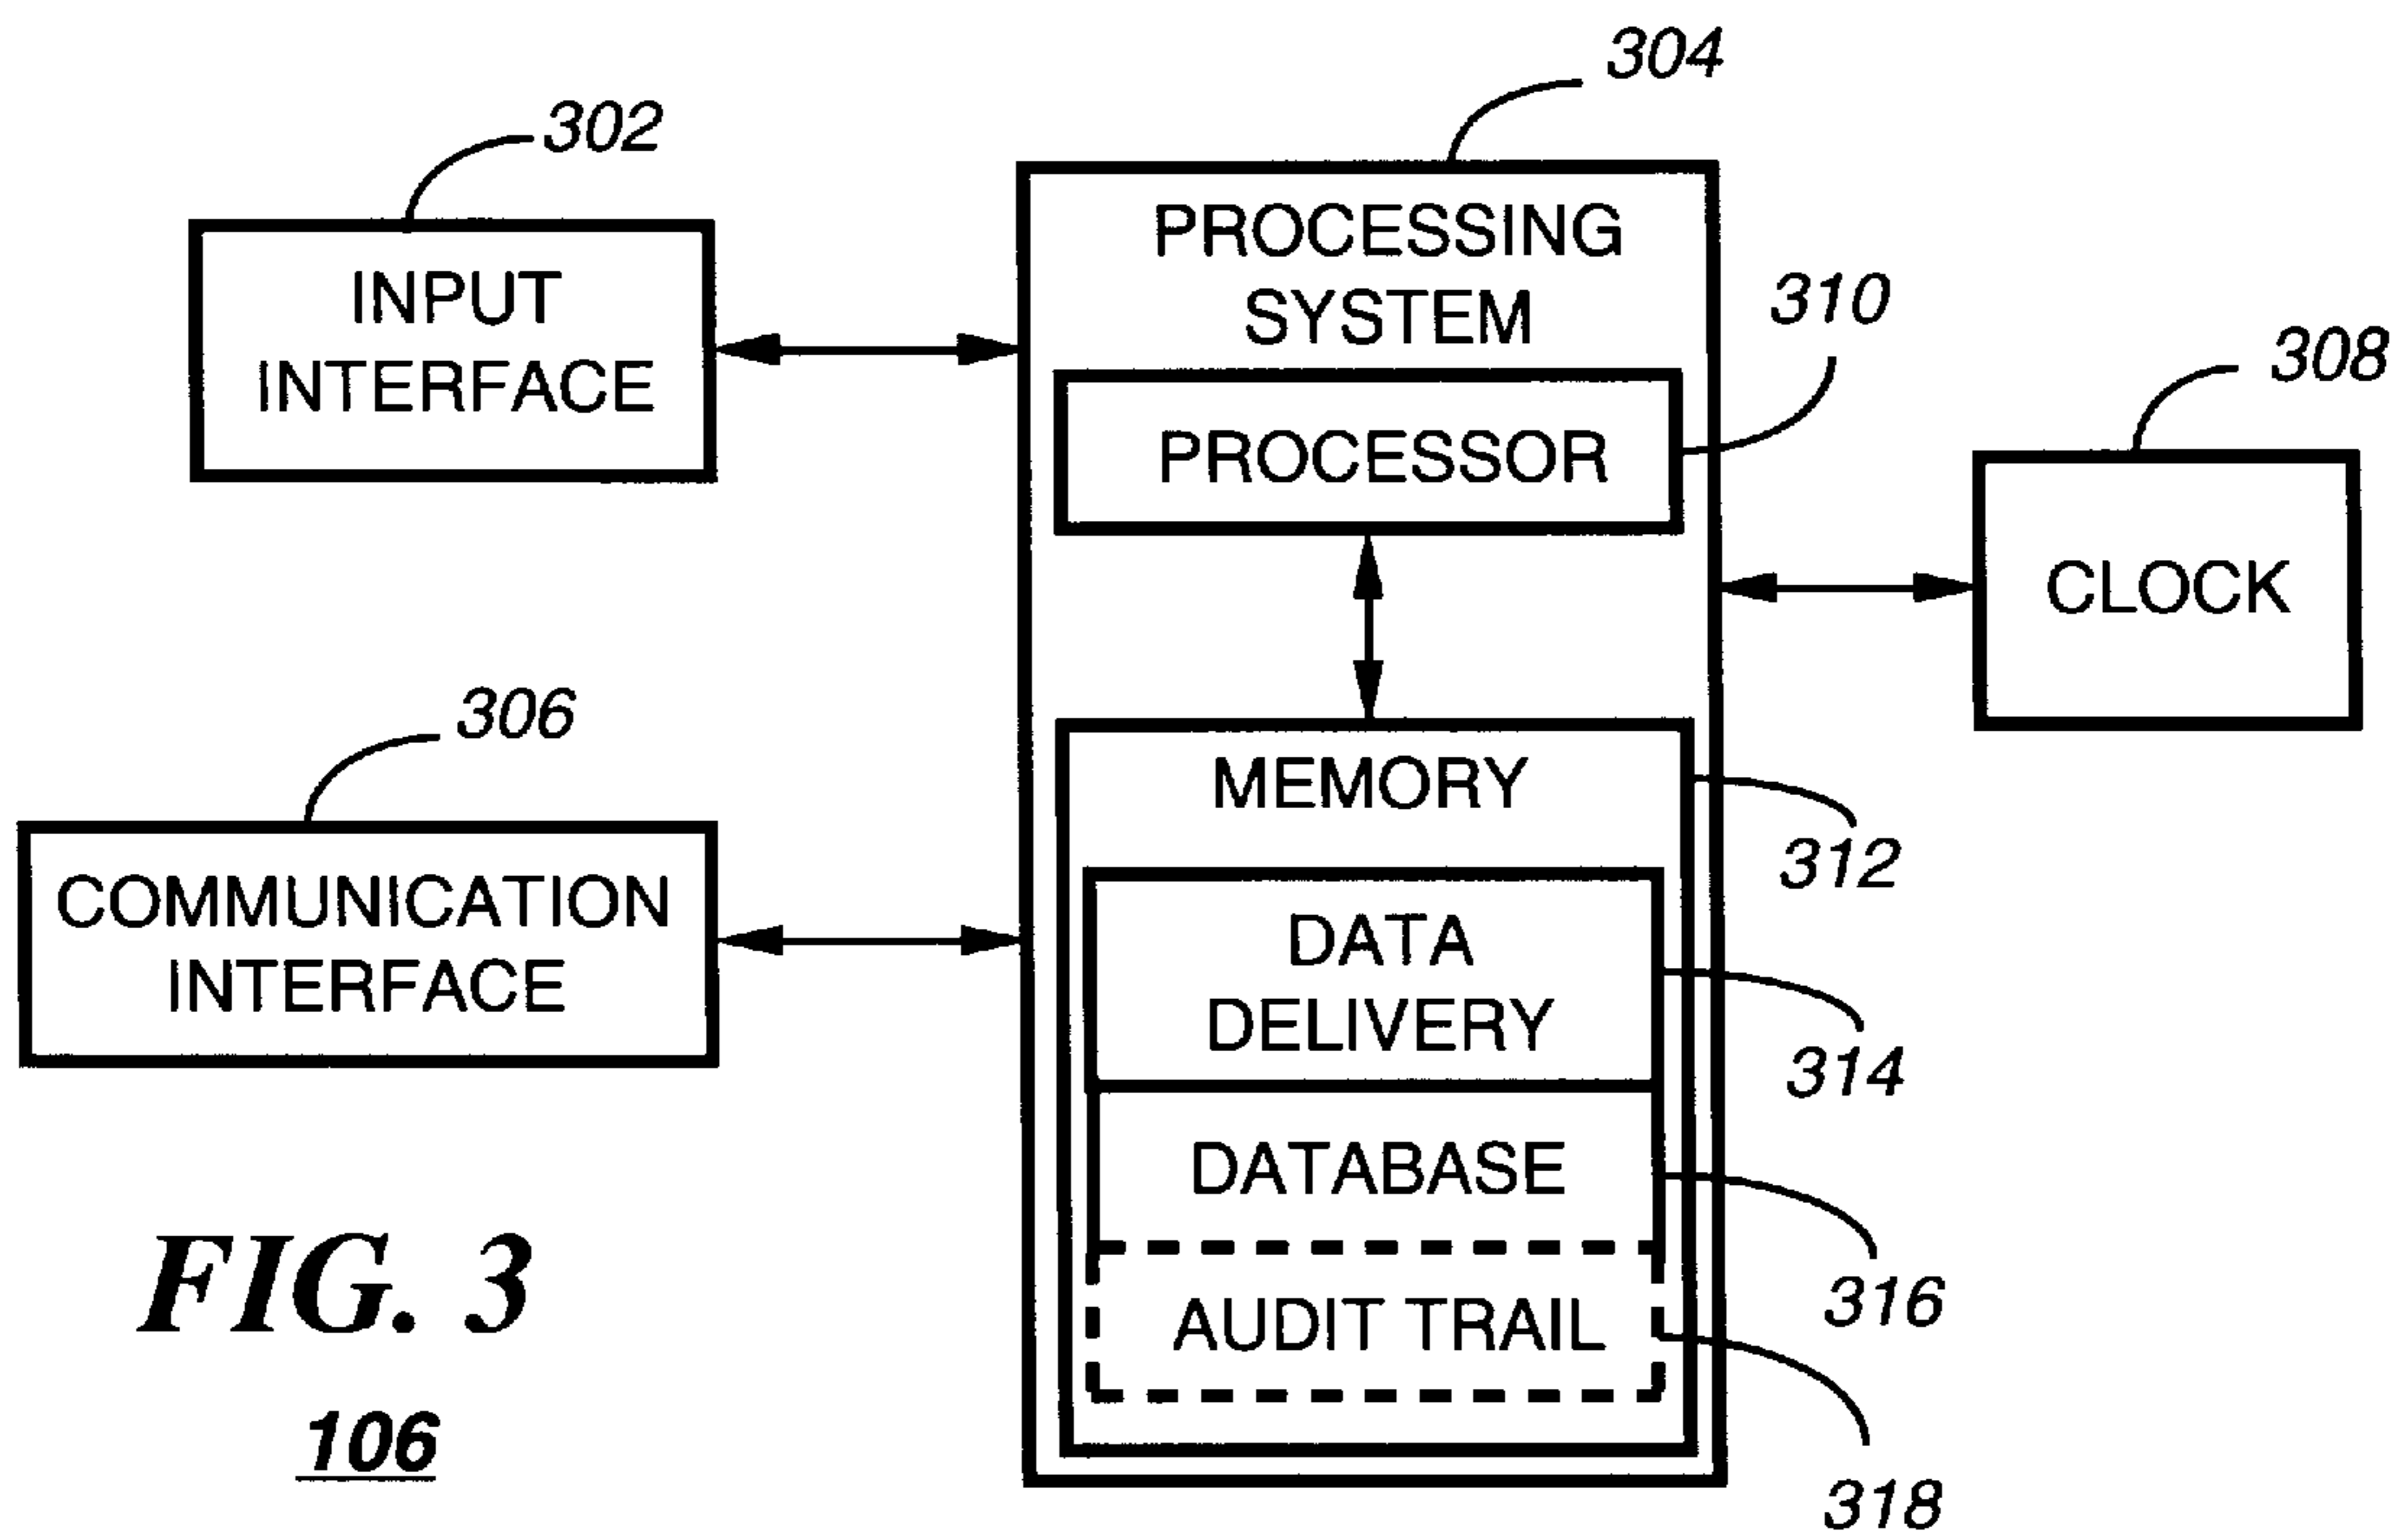 304
302
PROCESSING
SYSTEM
310
INPUT
INTERFACE
308
PROCESSOR
CLOCK
306
MEMORY
312
COMMUNICATION
INTERFACE
DATA
DELIVERY
314
DATABASE
316
AUDIT TRAIL
318
FIG. 3
106